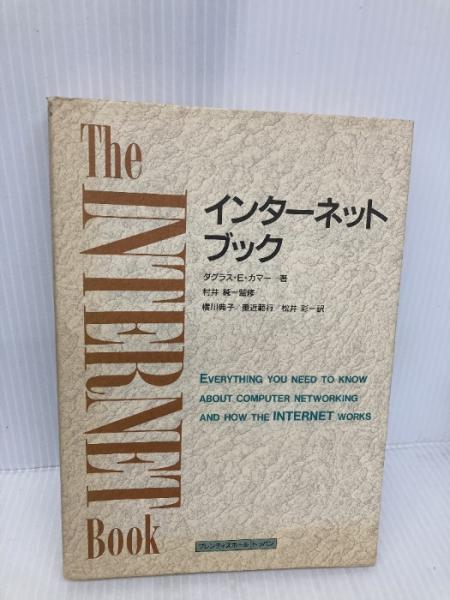 The
INTERNET
Book
インターネット
ブック
ダグラス・E・カマー 著
村井 純－監修
横川典子／重近範行／松井 彩－訳
EVERYTHING YOU NEED TO KNOW
ABOUT COMPUTER NETWORKING
AND HOW THE INTERNET WORKS
プレンティスホール トッパン